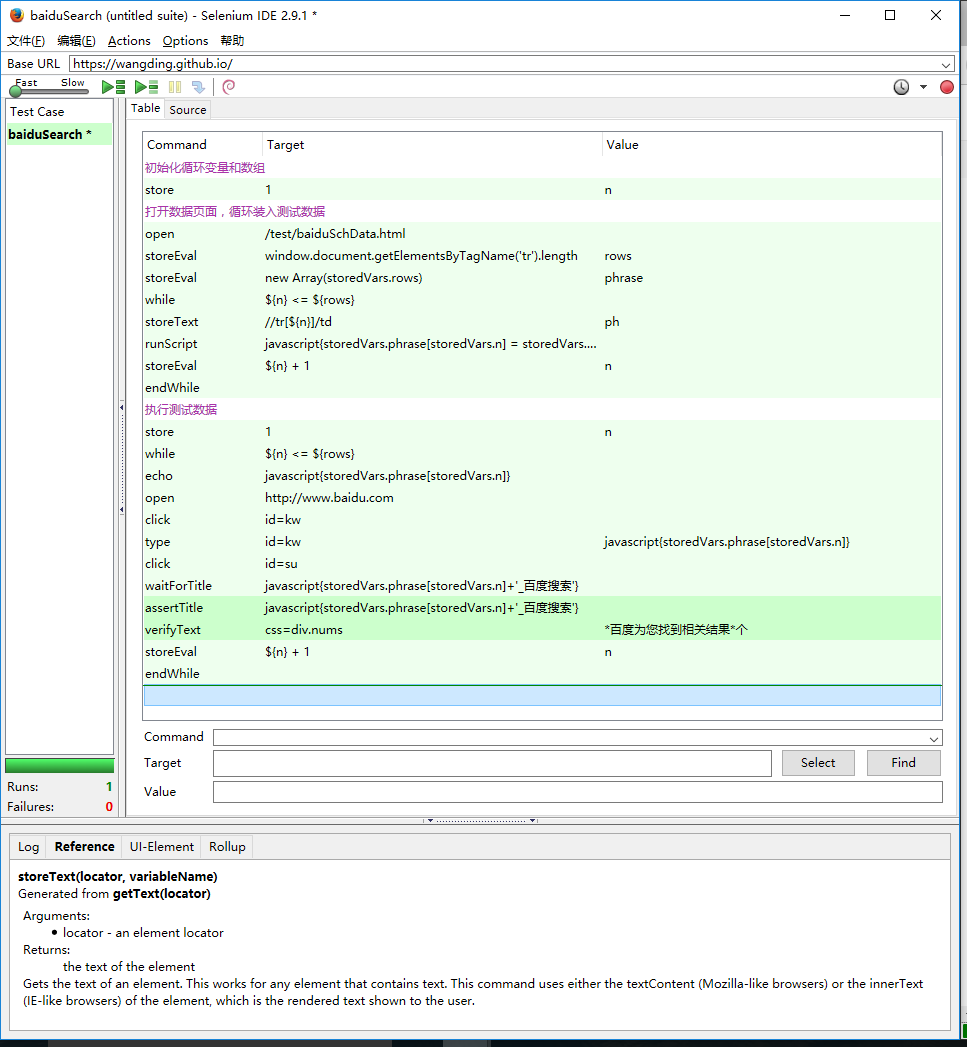 baiduSearch (untitled suite) - Selenium IDE 2.9.1 *
文件(F) 编辑(E) Actions Options 帮助
Base URL https://wangding.github.io/
Fast Slow
Test Case
baiduSearch *
Table Source
Command Target Value
初始化循环变量和数组
store 1 n
打开数据页面，循环装入测试数据
open /test/baiduSchData.html
storeEval window.document.getElementsByTagName('tr').length rows
storeEval new Array(storedVars.rows) phrase
while ${n} <= ${rows}
storeText //tr[${n}]/td ph
runScript javascript{storedVars.phrase[storedVars.n] = storedVars....
storeEval ${n} + 1 n
endWhile
执行测试数据
store 1 n
while ${n} <= ${rows}
echo javascript{storedVars.phrase[storedVars.n]}
open http://www.baidu.com
click id=kw
type id=kw javascript{storedVars.phrase[storedVars.n]}
click id=su
waitForTitle javascript{storedVars.phrase[storedVars.n]+'_百度搜索'}
assertTitle javascript{storedVars.phrase[storedVars.n]+'_百度搜索'}
verifyText css=div.nums *百度为您找到相关结果*个
storeEval ${n} + 1 n
endWhile
Command
Target Select Find
Value
Runs: 1
Failures: 0
Log Reference UI-Element Rollup
storeText(locator, variableName)
Generated from getText(locator)
Arguments:
• locator - an element locator
Returns:
the text of the element
Gets the text of an element. This works for any element that contains text. This command uses either the textContent (Mozilla-like browsers) or the innerText
(IE-like browsers) of the element, which is the rendered text shown to the user.